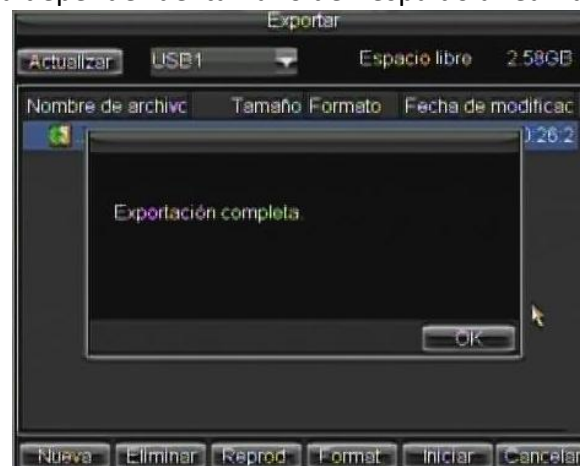 Exportar
Actualizar USB1 Espacio libre 2.58GB
Nombre de archivo Tamaño Formato Fecha de modificac
Exportación completa.
OK
Nueva Eliminar Reprod Format Iniciar Cancelar